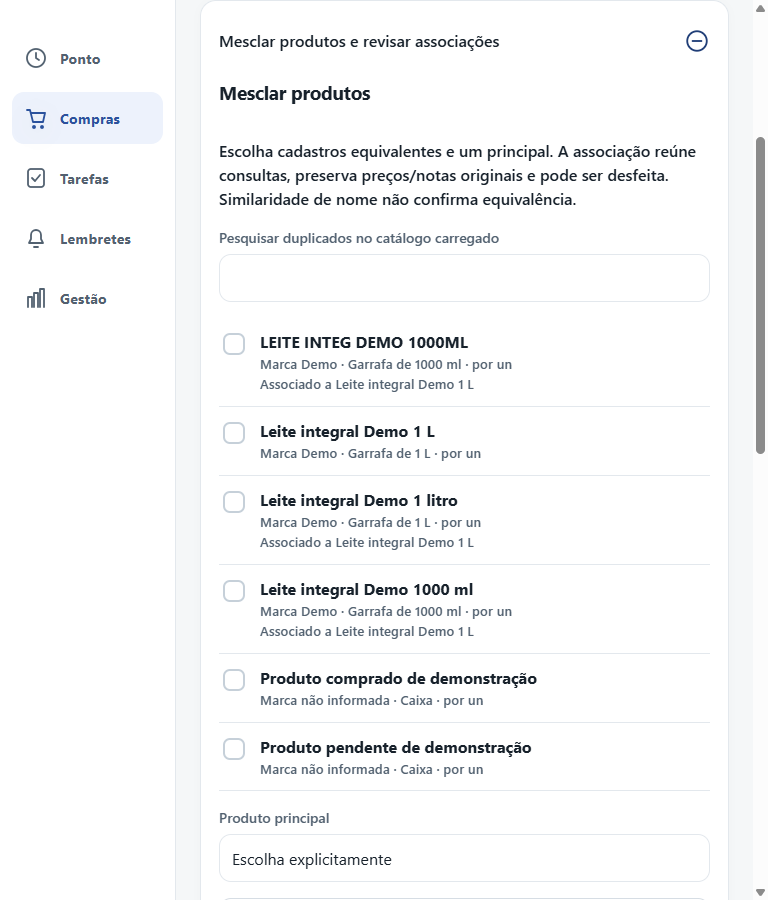 Ponto
Compras
Tarefas
Lembretes
Gestão
Mesclar produtos e revisar associações
Mesclar produtos
Escolha cadastros equivalentes e um principal. A associação reúne
consultas, preserva preços/notas originais e pode ser desfeita.
Similaridade de nome não confirma equivalência.
Pesquisar duplicados no catálogo carregado
LEITE INTEG DEMO 1000ML
Marca Demo · Garrafa de 1000 ml · por un
Associado a Leite integral Demo 1 L
Leite integral Demo 1 L
Marca Demo · Garrafa de 1 L · por un
Leite integral Demo 1 litro
Marca Demo · Garrafa de 1 L · por un
Associado a Leite integral Demo 1 L
Leite integral Demo 1000 ml
Marca Demo · Garrafa de 1000 ml · por un
Associado a Leite integral Demo 1 L
Produto comprado de demonstração
Marca não informada · Caixa · por un
Produto pendente de demonstração
Marca não informada · Caixa · por un
Produto principal
Escolha explicitamente